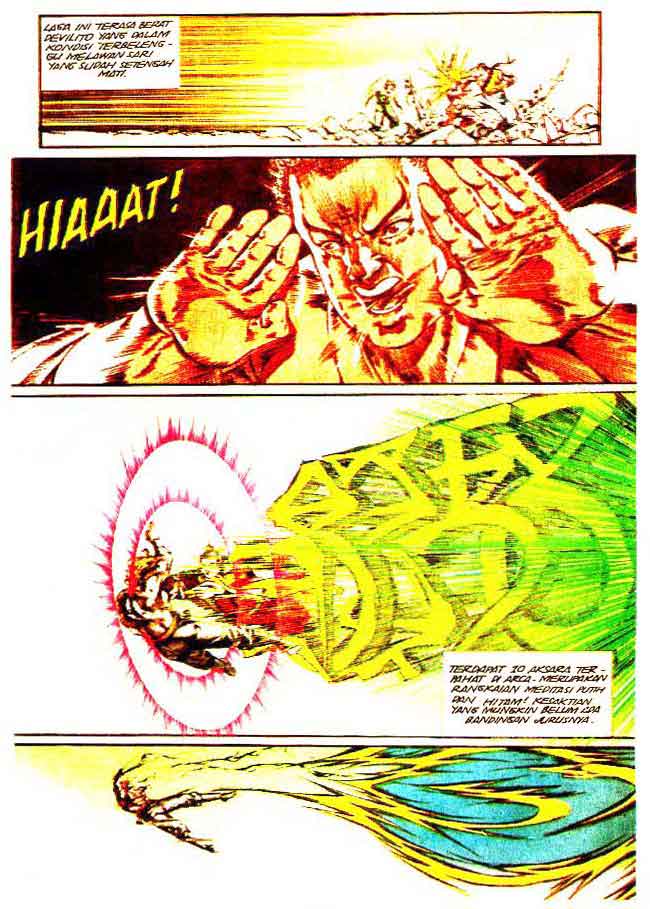 LAGA INI TERASA BERAT
DEVILITO YANG DALAM
KONDISI TERBELENG-
GU MELAWAN SARI
YANG SUDAH SETENGAH
MATI.
HIAAAT!
TERDAPAT 10 AKSARA TER-
PAHAT DI ARCA - MERUPAKAN
RANGKAIAN MEDITASI PUTIH
DAN HITAM! KESAKTIAN
YANG MUNGKIN BELUM ADA
BANDINGAN JURUSNYA.